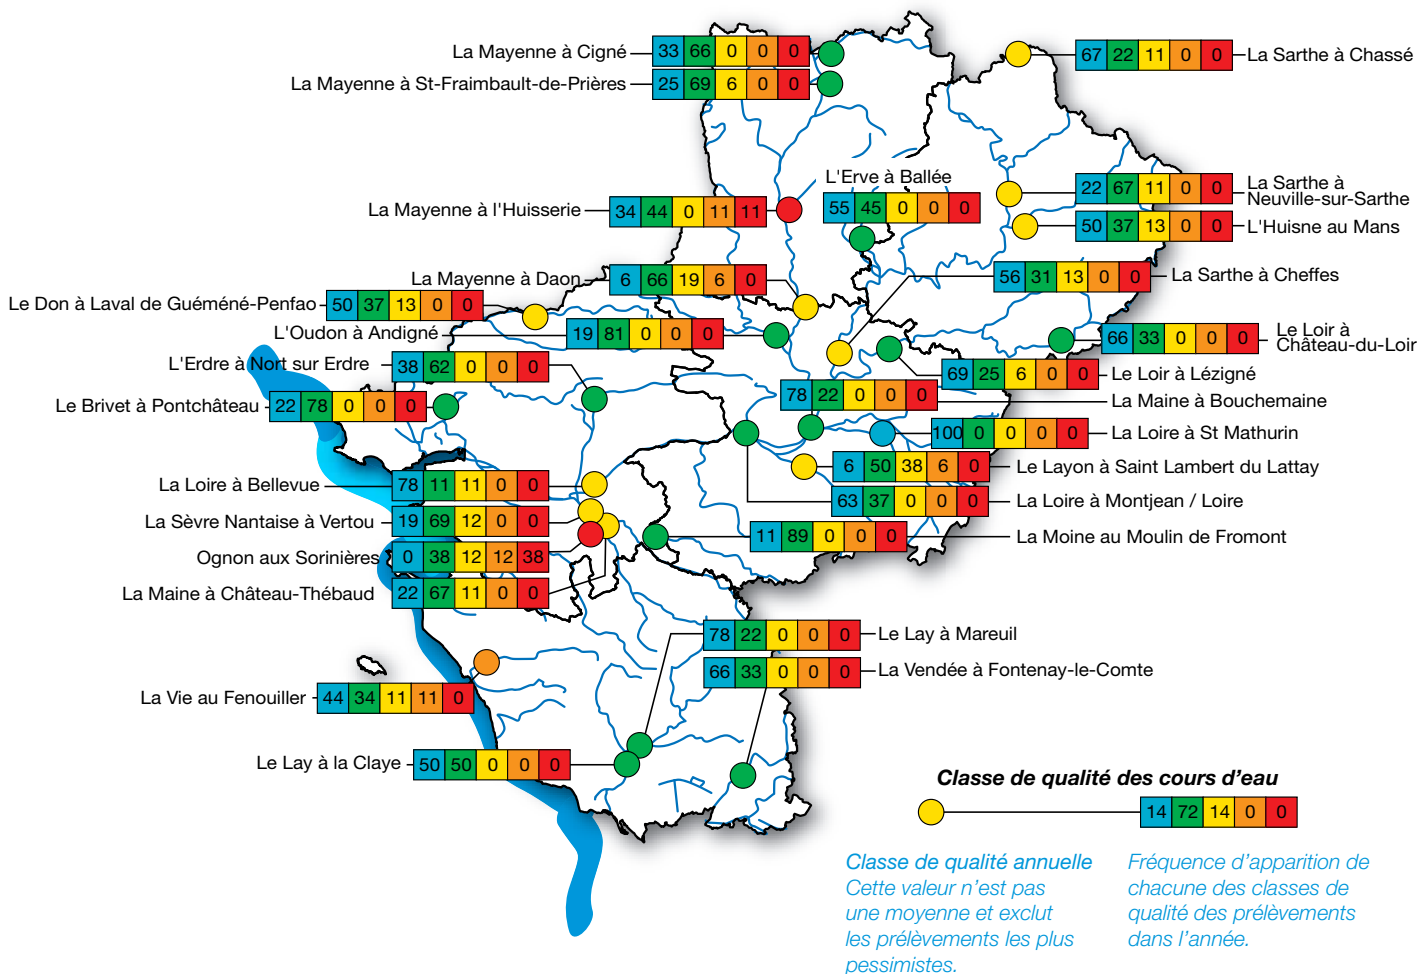 La Mayenne à Cigné 33 66 0 0 0
67 22 11 0 0 La Sarthe à Chassé
La Mayenne à St-Fraimbault-de-Prières 25 69 6 0 0
L'Erve à Ballée
55 45 0 0 0
22 67 11 0 0 La Sarthe à
Neuville-sur-Sarthe
La Mayenne à l'Huisserie 34 44 0 11 11
50 37 13 0 0 L'Huisne au Mans
La Mayenne à Daon 6 66 19 6 0
56 31 13 0 0 La Sarthe à Cheffes
Le Don à Laval de Guéméné-Penfao 50 37 13 0 0
L'Oudon à Andigné 19 81 0 0 0
66 33 0 0 0 Le Loir à
Château-du-Loir
L'Erdre à Nort sur Erdre 38 62 0 0 0
69 25 6 0 0 Le Loir à Lézigné
78 22 0 0 0 La Maine à Bouchemaine
Le Brivet à Pontchâteau 22 78 0 0 0
100 0 0 0 0 La Loire à St Mathurin
6 50 38 6 0 Le Layon à Saint Lambert du Lattay
La Loire à Bellevue 78 11 11 0 0
63 37 0 0 0 La Loire à Montjean / Loire
La Sèvre Nantaise à Vertou 19 69 12 0 0
11 89 0 0 0 La Moine au Moulin de Fromont
Ognon aux Sorinières 0 38 12 12 38
La Maine à Château-Thébaud 22 67 11 0 0
78 22 0 0 0 Le Lay à Mareuil
66 33 0 0 0 La Vendée à Fontenay-le-Comte
La Vie au Fenouiller 44 34 11 11 0
Le Lay à la Claye 50 50 0 0 0
Classe de qualité des cours d'eau
14 72 14 0 0
Classe de qualité annuelle
Cette valeur n'est pas
une moyenne et exclut
les prélèvements les plus
pessimistes.
Fréquence d'apparition de
chacune des classes de
qualité des prélèvements
dans l'année.